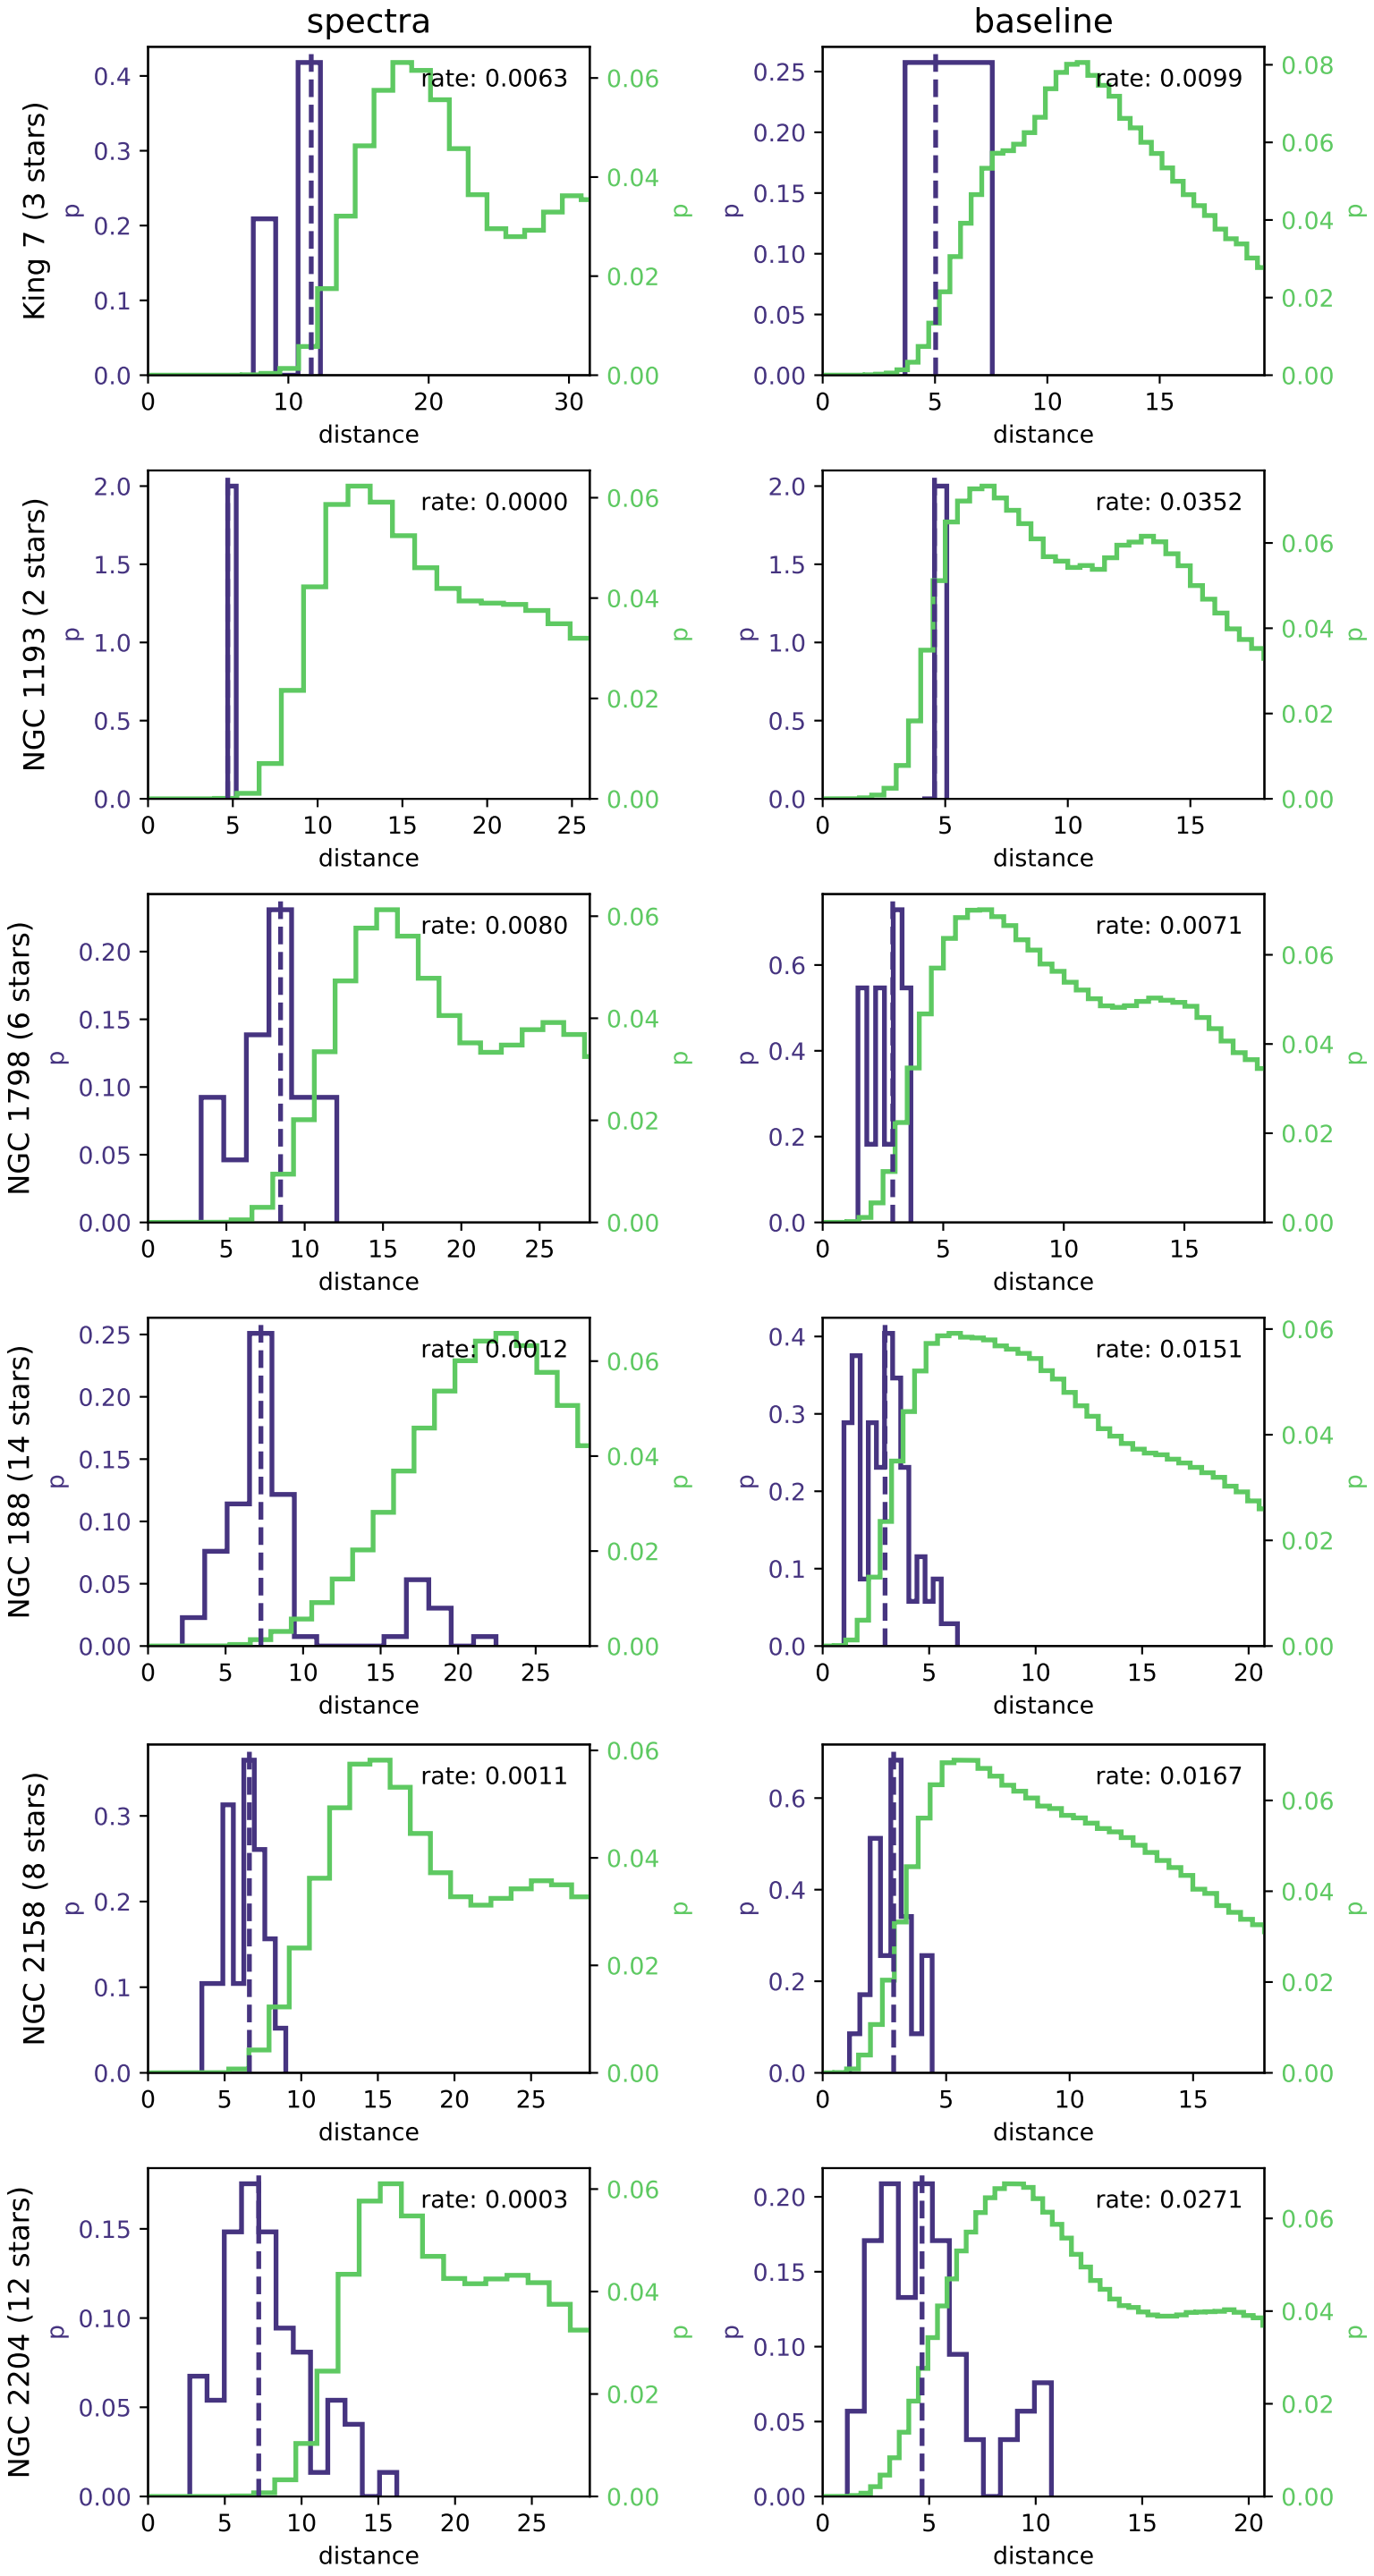 spectra
baseline
King 7 (3 stars)
p
0.4
0.3
0.2
0.1
0.0
rate: 0.0063
0.06
0.04
0.02
0.00
p
0 10 20 30
distance
p
0.25
0.20
0.15
0.10
0.05
0.00
rate: 0.0099
0.08
0.06
0.04
0.02
0.00
p
0 5 10 15
distance
NGC 1193 (2 stars)
p
2.0
1.5
1.0
0.5
0.0
rate: 0.0000
0.06
0.04
0.02
0.00
p
0 5 10 15 20 25
distance
p
2.0
1.5
1.0
0.5
0.0
rate: 0.0352
0.06
0.04
0.02
0.00
p
0 5 10 15
distance
NGC 1798 (6 stars)
p
0.20
0.15
0.10
0.05
0.00
rate: 0.0080
0.06
0.04
0.02
0.00
p
0 5 10 15 20 25
distance
p
0.6
0.4
0.2
0.0
rate: 0.0071
0.06
0.04
0.02
0.00
p
0 5 10 15
distance
NGC 188 (14 stars)
p
0.25
0.20
0.15
0.10
0.05
0.00
rate: 0.0012
0.06
0.04
0.02
0.00
p
0 5 10 15 20 25
distance
p
0.4
0.3
0.2
0.1
0.0
rate: 0.0151
0.06
0.04
0.02
0.00
p
0 5 10 15 20
distance
NGC 2158 (8 stars)
p
0.3
0.2
0.1
0.0
rate: 0.0011
0.06
0.04
0.02
0.00
p
0 5 10 15 20 25
distance
p
0.6
0.4
0.2
0.0
rate: 0.0167
0.06
0.04
0.02
0.00
p
0 5 10 15
distance
NGC 2204 (12 stars)
p
0.15
0.10
0.05
0.00
rate: 0.0003
0.06
0.04
0.02
0.00
p
0 5 10 15 20 25
distance
p
0.20
0.15
0.10
0.05
0.00
rate: 0.0271
0.06
0.04
0.02
0.00
p
0 5 10 15 20
distance